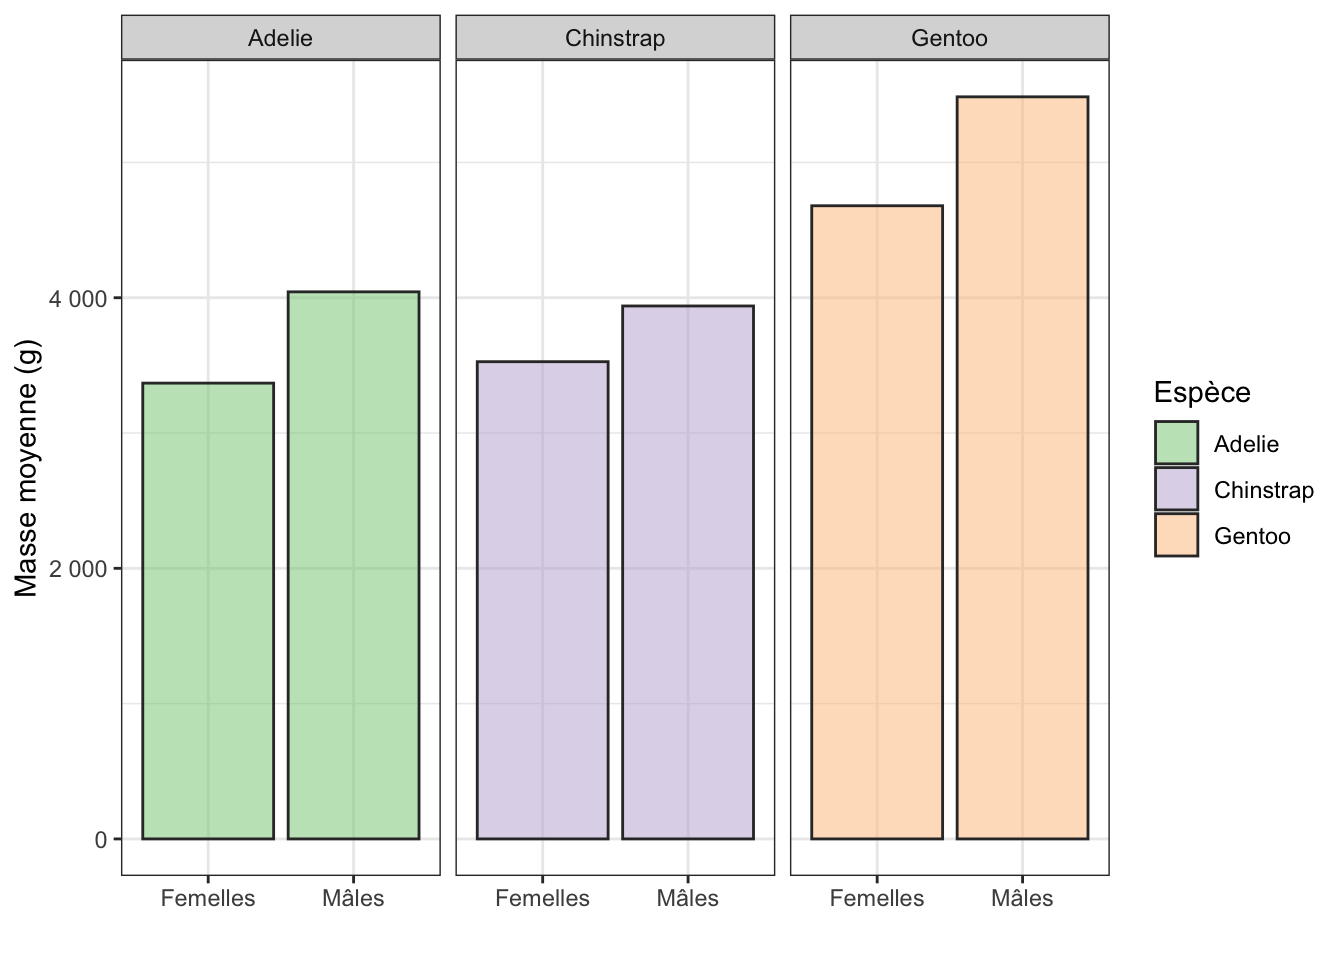 Adelie
Chinstrap
Gentoo
Masse moyenne (g)
4 000
2 000
0
Femelles
Mâles
Femelles
Mâles
Femelles
Mâles
Espèce
Adelie
Chinstrap
Gentoo